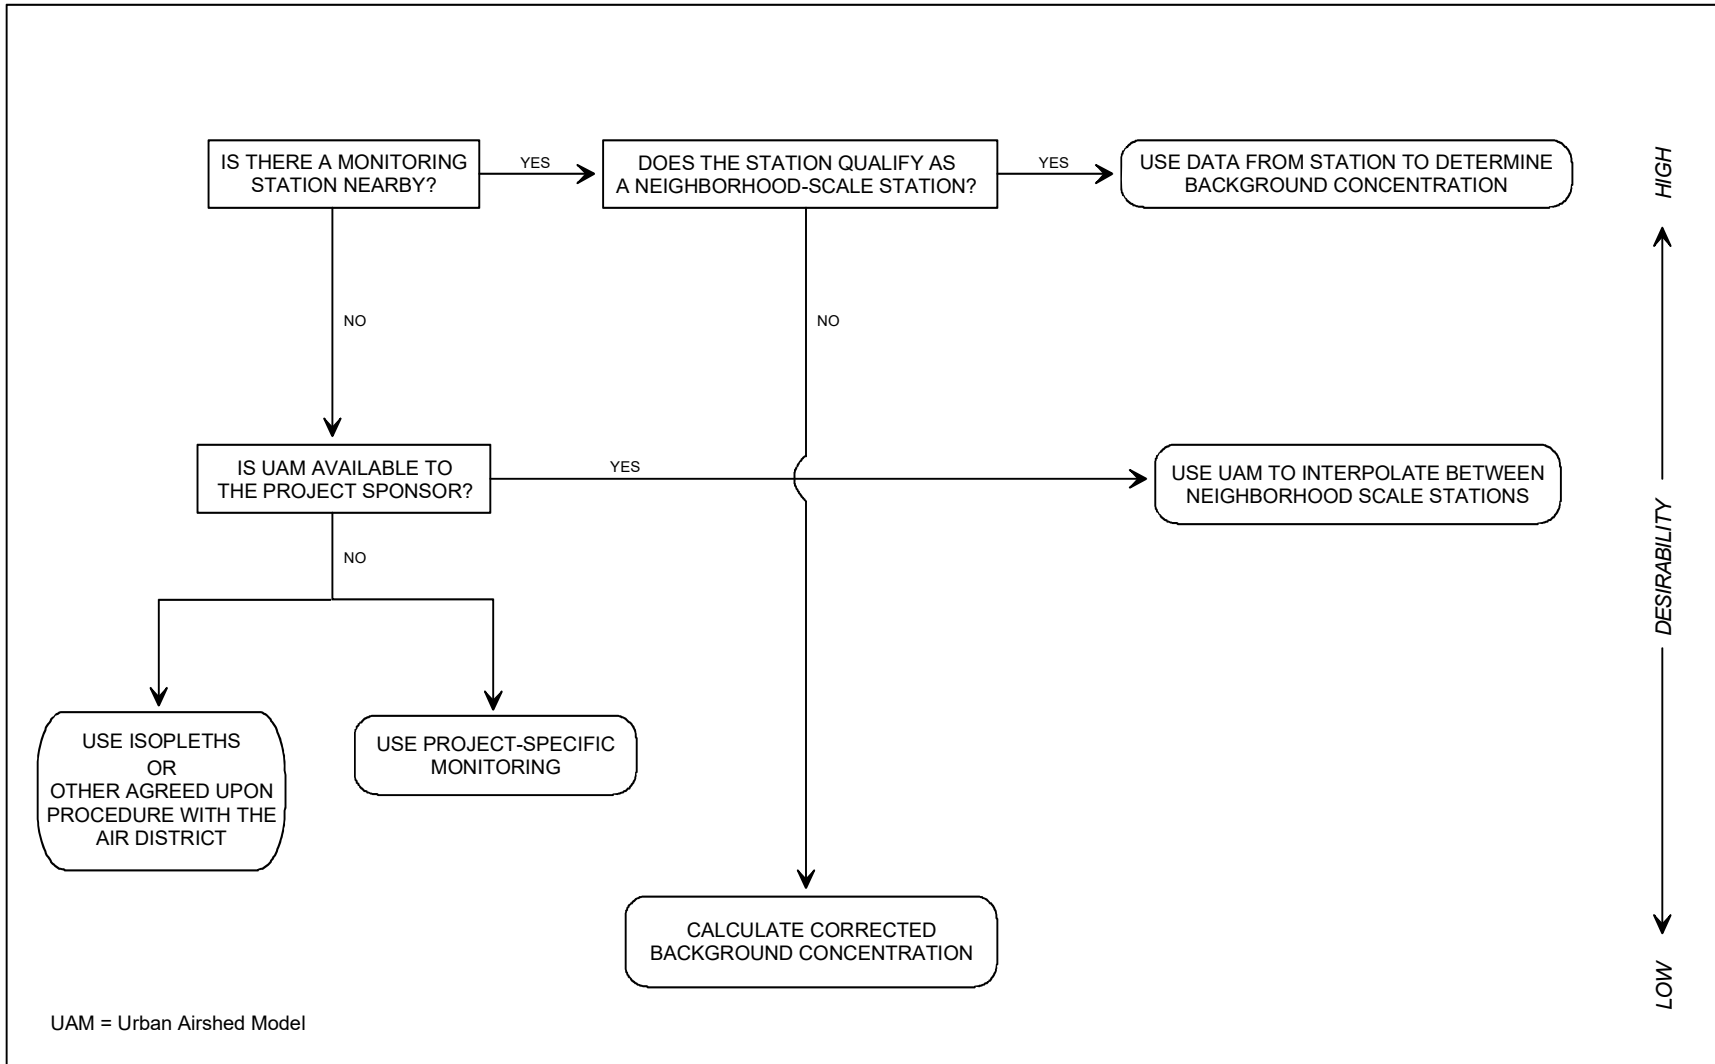 IS THERE A MONITORING
STATION NEARBY?
YES
DOES THE STATION QUALIFY AS
A NEIGHBORHOOD-SCALE STATION?
YES
USE DATA FROM STATION TO DETERMINE
BACKGROUND CONCENTRATION
HIGH
NO
NO
IS UAM AVAILABLE TO
THE PROJECT SPONSOR?
YES
USE UAM TO INTERPOLATE BETWEEN
NEIGHBORHOOD SCALE STATIONS
DESIRABILITY
NO
USE ISOPLETHS
OR
OTHER AGREED UPON
PROCEDURE WITH THE
AIR DISTRICT
USE PROJECT-SPECIFIC
MONITORING
CALCULATE CORRECTED
BACKGROUND CONCENTRATION
LOW
UAM = Urban Airshed Model